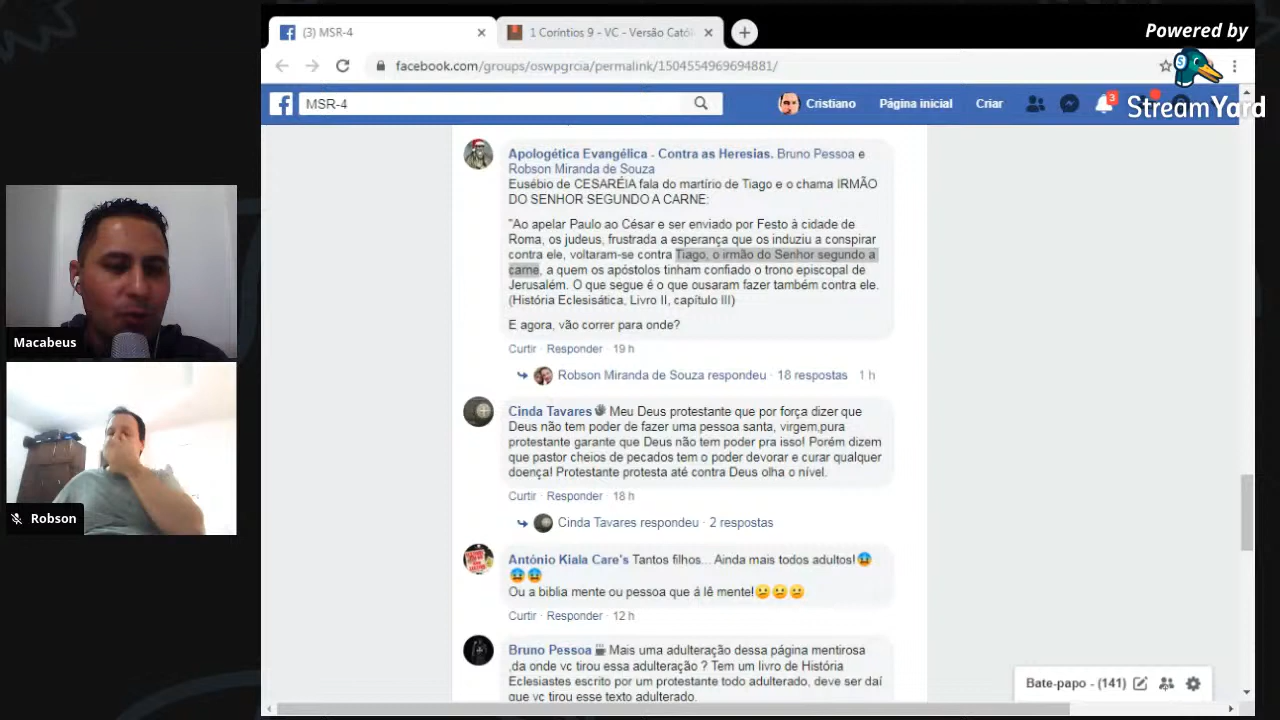 (3) MSR-4
1 Coríntios 9 - VC - Versão Catól
Powered by
facebook.com/groups/oswpgrcia/permalink/1504554969694881/
StreamYard
MSR-4
Cristiano
Página inicial
Criar
3
Apologética Evangélica - Contra as Heresias. Bruno Pessoa e
Robson Miranda de Souza
Eusébio de CESARÉIA fala do martírio de Tiago e o chama IRMÃO
DO SENHOR SEGUNDO A CARNE:
"Ao apelar Paulo ao César e ser enviado por Festo à cidade de
Roma, os judeus, frustrada a esperança que os induziu a conspirar
contra ele, voltaram-se contra Tiago, o irmão do Senhor segundo a
carne, a quem os apóstolos tinham confiado o trono episcopal de
Jerusalém. O que segue é o que ousaram fazer também contra ele.
(História Eclesisática, Livro II, capítulo III)
E agora, vão correr para onde?
Curtir · Responder · 19 h
Robson Miranda de Souza respondeu · 18 respostas 1 h
Cinda Tavares Meu Deus protestante que por força dizer que
Deus não tem poder de fazer uma pessoa santa, virgem,pura
protestante garante que Deus não tem poder pra isso! Porém dizem
que pastor cheios de pecados tem o poder devorar e curar qualquer
doença! Protestante protesta até contra Deus olha o nível.
Curtir · Responder · 18 h
Cinda Tavares respondeu · 2 respostas
António Kiala Care's Tantos filhos... Ainda mais todos adultos!
Ou a biblia mente ou pessoa que á lê mente!
Curtir · Responder · 12 h
Bruno Pessoa Mais uma adulteração dessa página mentirosa
,da onde vc tirou essa adulteração ? Tem um livro de História
Eclesiastes escrito por um protestante todo adulterado, deve ser daí
que vc tirou esse texto adulterado.
Bate-papo - (141)
Macabeus
Robson